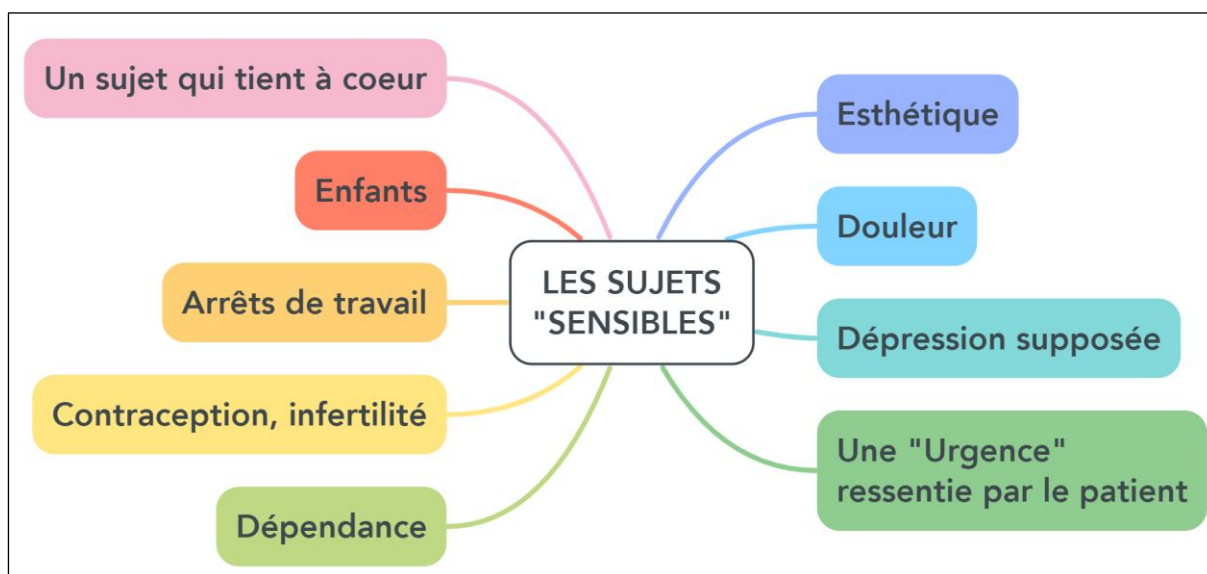 LES SUJETS
"SENSIBLES"
Un sujet qui tient à coeur
Enfants
Arrêts de travail
Contraception, infertilité
Dépendance
Esthétique
Douleur
Dépression supposée
Une "Urgence"
ressentie par le patient